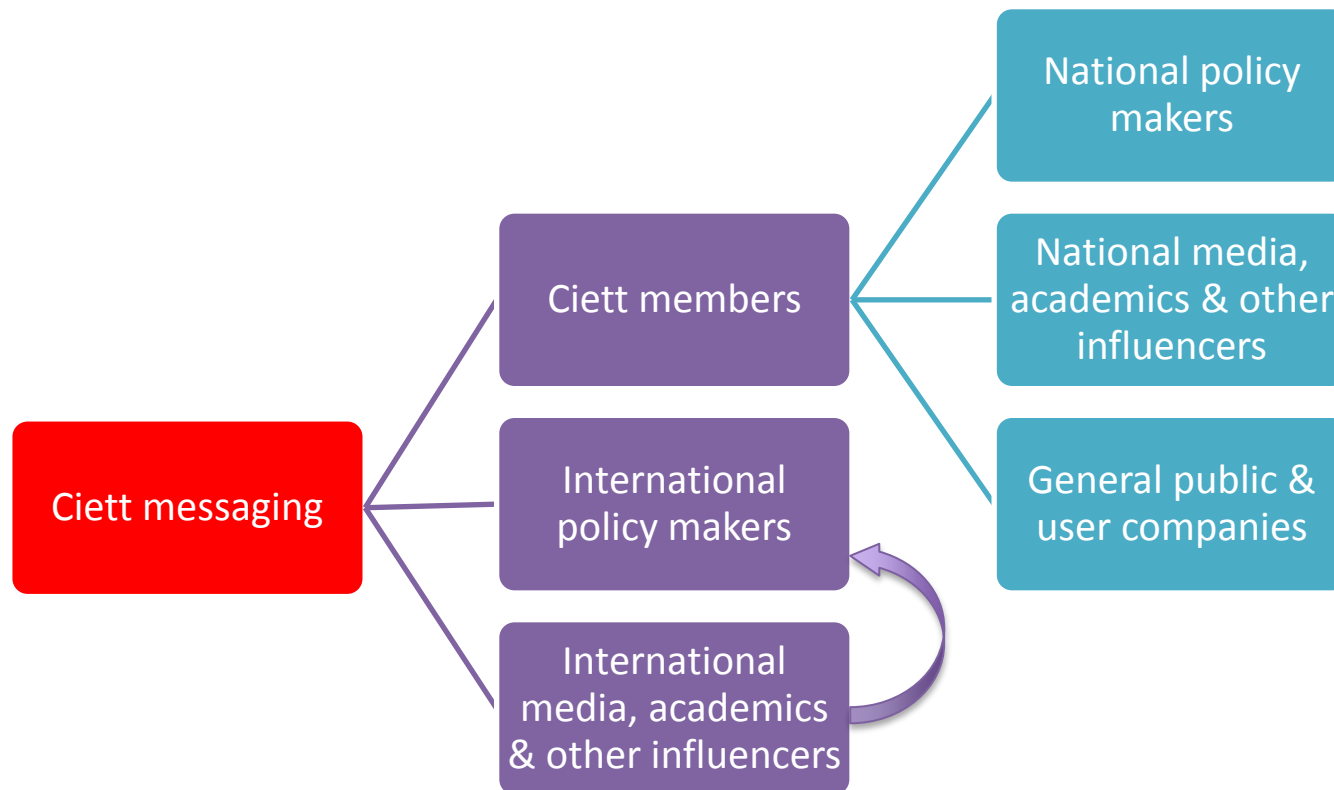 Ciett messaging
Ciett members
International
policy makers
International
media, academics
& other influencers
National policy
makers
National media,
academics & other
influencers
General public &
user companies